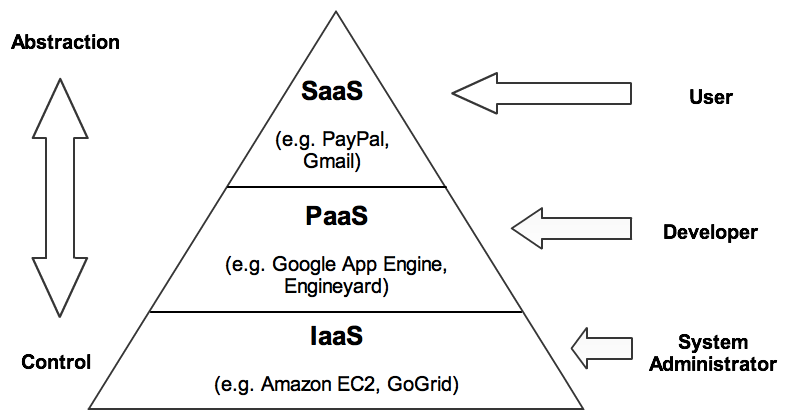 Abstraction
SaaS
(e.g. PayPal,
Gmail)
User
PaaS
(e.g. Google App Engine,
Engineyard)
Developer
Control
IaaS
(e.g. Amazon EC2, GoGrid)
System
Administrator